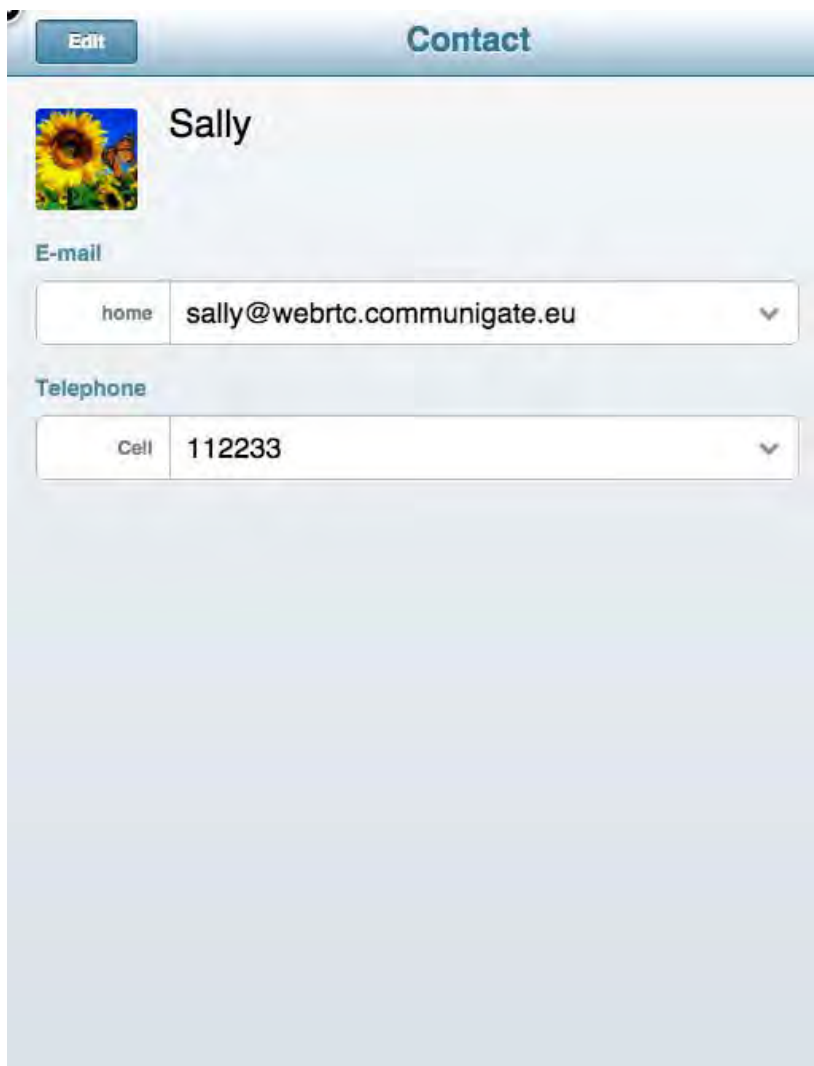 Edit
Contact
Sally
E-mail
home sally@webrtc.communigate.eu
Telephone
Cell 112233